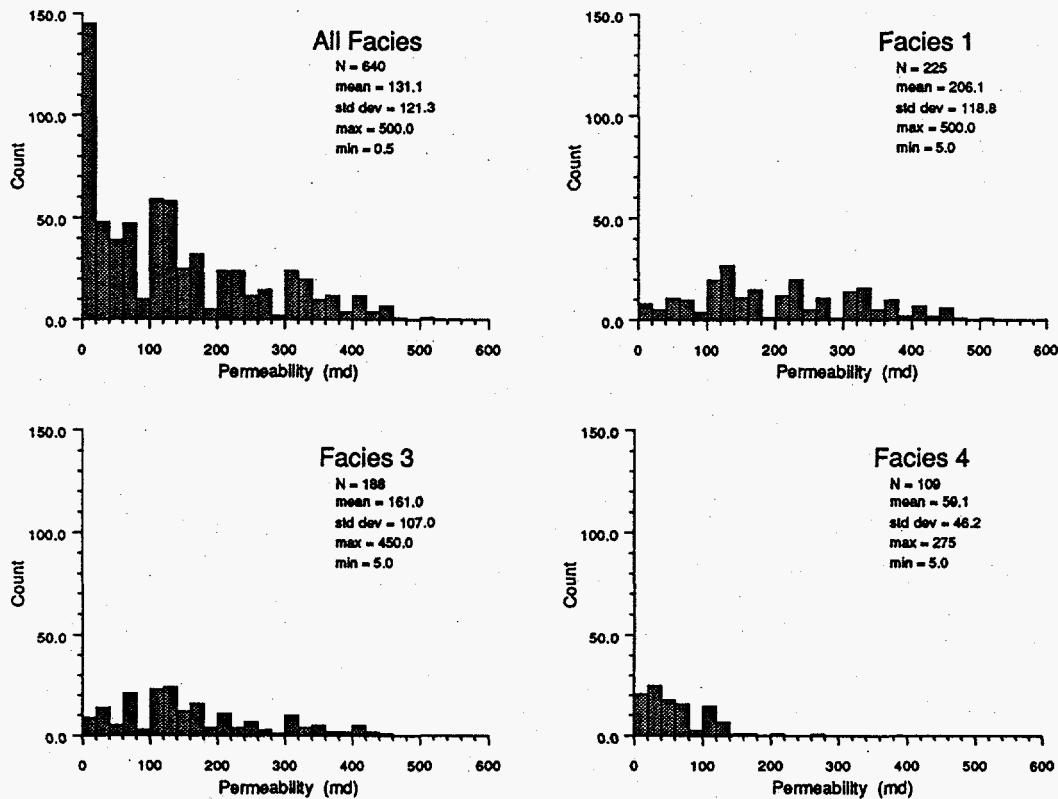 All Facies
N = 640
mean = 131.1
std dev = 121.3
max = 500.0
min = 0.5
150.0
100.0
50.0
0.0
Count
0 100 200 300 400 500 600
Permeability (md)
Facies 1
N = 225
mean = 206.1
std dev = 118.8
max = 500.0
min = 5.0
150.0
100.0
50.0
0.0
Count
0 100 200 300 400 500 600
Permeability (md)
Facies 3
N = 188
mean = 161.0
std dev = 107.0
max = 450.0
min = 5.0
150.0
100.0
50.0
0.0
Count
0 100 200 300 400 500 600
Permeability (md)
Facies 4
N = 109
mean = 59.1
std dev = 46.2
max = 275
min = 5.0
150.0
100.0
50.0
0.0
Count
0 100 200 300 400 500 600
Permeability (md)